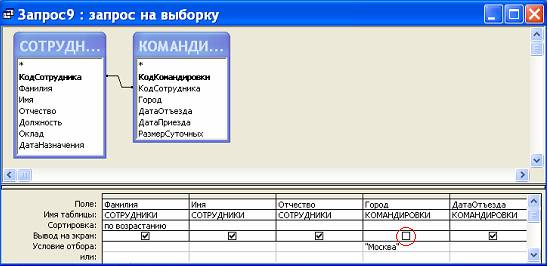 Запрос9 : запрос на выборку
СОТРУДН... КОМАНДИ...
*
КодСотрудника
Фамилия
Имя
Отчество
Должность
Оклад
ДатаНазначения
*
КодКомандировки
КодСотрудника
Город
ДатаОтъезда
ДатаПриезда
РазмерСуточных
Поле: Фамилия Имя Отчество Город ДатаОтъезда
Имя таблицы: СОТРУДНИКИ СОТРУДНИКИ СОТРУДНИКИ КОМАНДИРОВКИ КОМАНДИРОВКИ
Сортировка: по возрастанию
Вывод на экран:
Условие отбора: "Москва"
или: